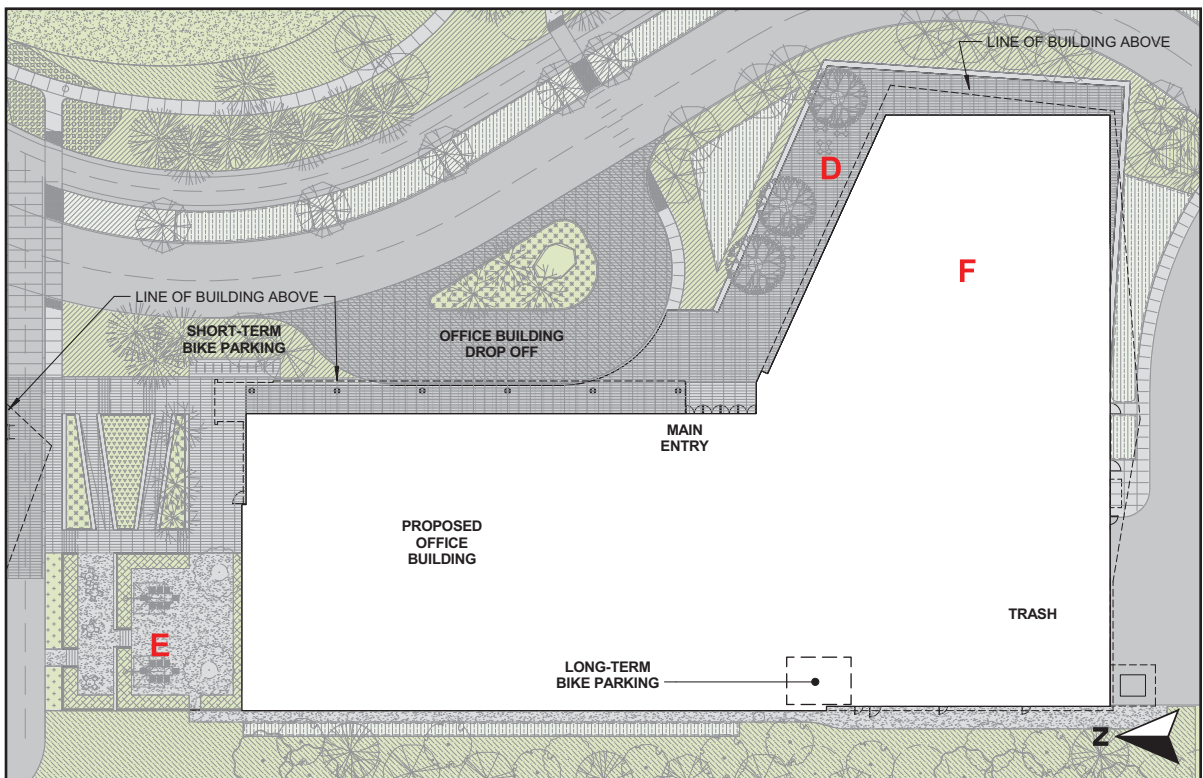 LINE OF BUILDING ABOVE
D
F
LINE OF BUILDING ABOVE
SHORT-TERM
BIKE PARKING
OFFICE BUILDING
DROP OFF
MAIN
ENTRY
PROPOSED
OFFICE
BUILDING
E
TRASH
LONG-TERM
BIKE PARKING
Z